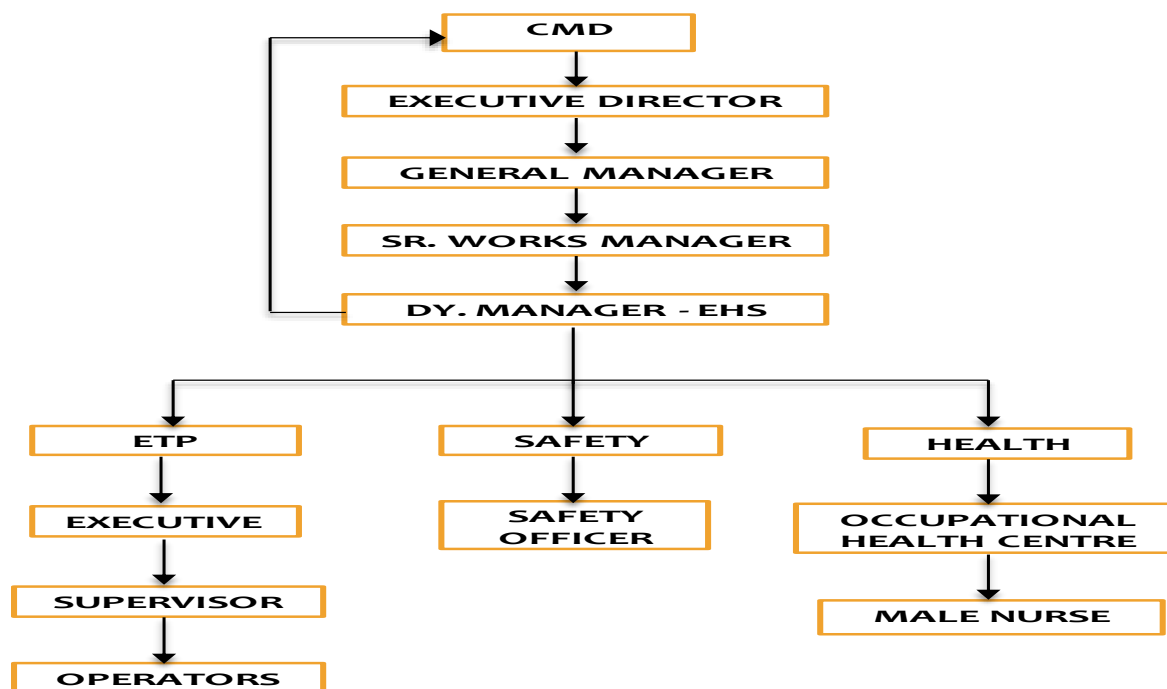 CMD
EXECUTIVE DIRECTOR
GENERAL MANAGER
SR. WORKS MANAGER
DY. MANAGER - EHS
ETP
SAFETY
HEALTH
EXECUTIVE
SAFETY
OFFICER
OCCUPATIONAL
HEALTH CENTRE
SUPERVISOR
MALE NURSE
OPERATORS